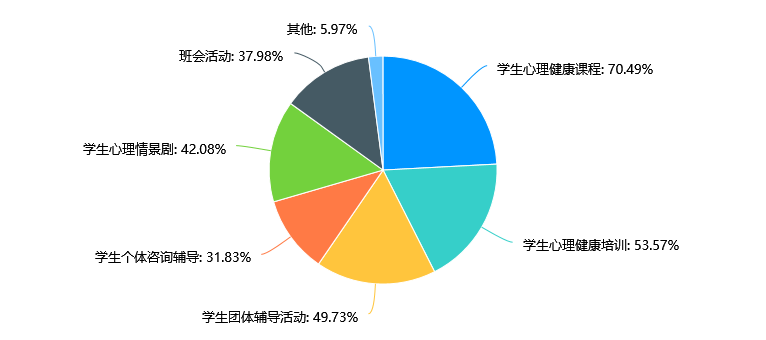 其他: 5.97%
班会活动: 37.98%
学生心理健康课程: 70.49%
学生心理情景剧: 42.08%
学生心理健康培训: 53.57%
学生个体咨询辅导: 31.83%
学生团体辅导活动: 49.73%